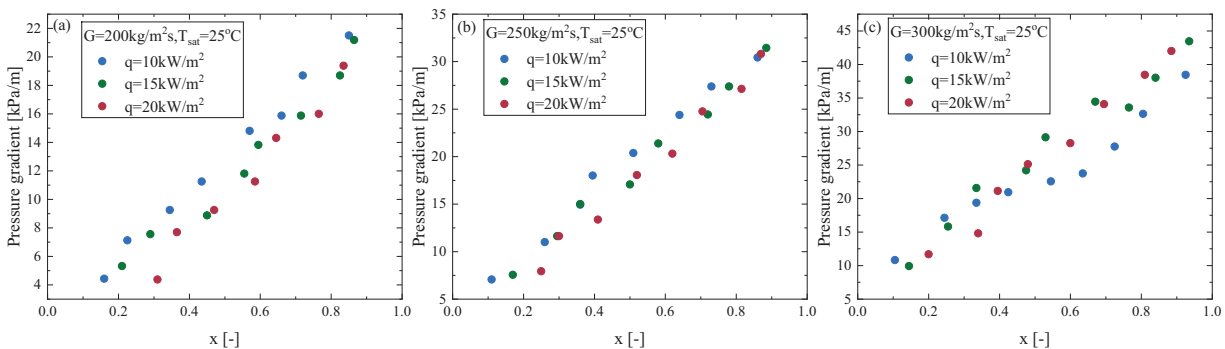 (a)
G=200kg/m²s,Tsat=25°C
q=10kW/m²
q=15kW/m²
q=20kW/m²
Pressure gradient [kPa/m]
22
20
18
16
14
12
10
8
6
4
0.0 0.2 0.4 0.6 0.8 1.0
x [-]
(b)
G=250kg/m²s,Tsat=25°C
q=10kW/m²
q=15kW/m²
q=20kW/m²
Pressure gradient [kPa/m]
35
30
25
20
15
10
5
0.0 0.2 0.4 0.6 0.8 1.0
x [-]
(c)
G=300kg/m²s,Tsat=25°C
q=10kW/m²
q=15kW/m²
q=20kW/m²
Pressure gradient [kPa/m]
45
40
35
30
25
20
15
10
5
0.0 0.2 0.4 0.6 0.8 1.0
x [-]